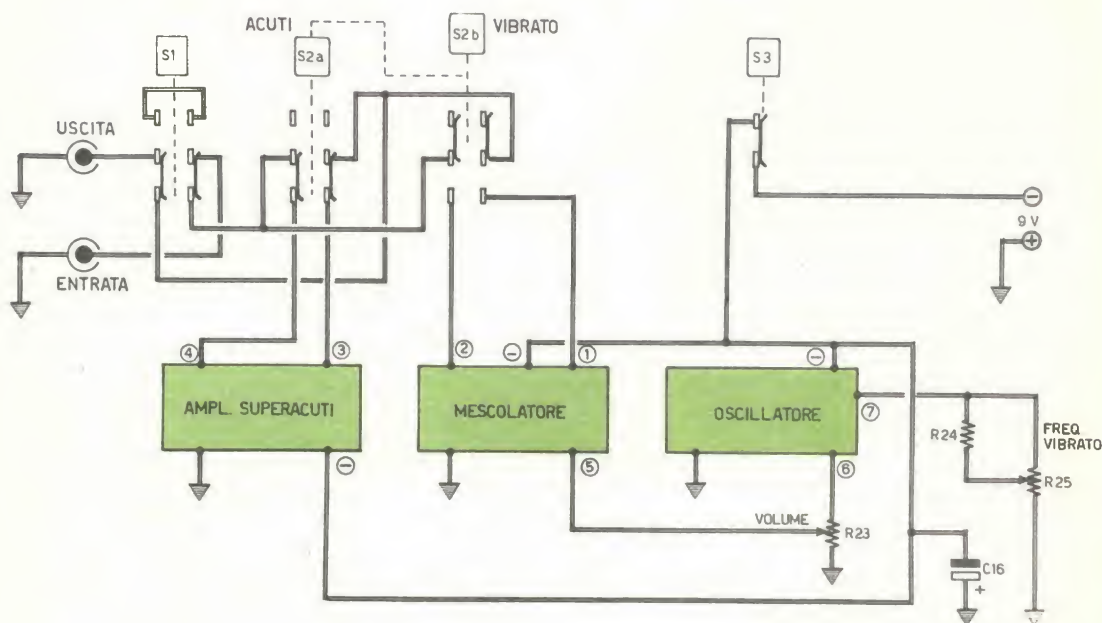 ACUTI
VIBRATO
S1
S2a
S2b
S3
USCITA
ENTRATA
−
9 V
+
4
3
2
−
1
−
AMPL. SUPERACUTI
MESCOLATORE
OSCILLATORE
7
−
5
6
R24
FREQ
VIBRATO
R25
VOLUME
R23
C16
+